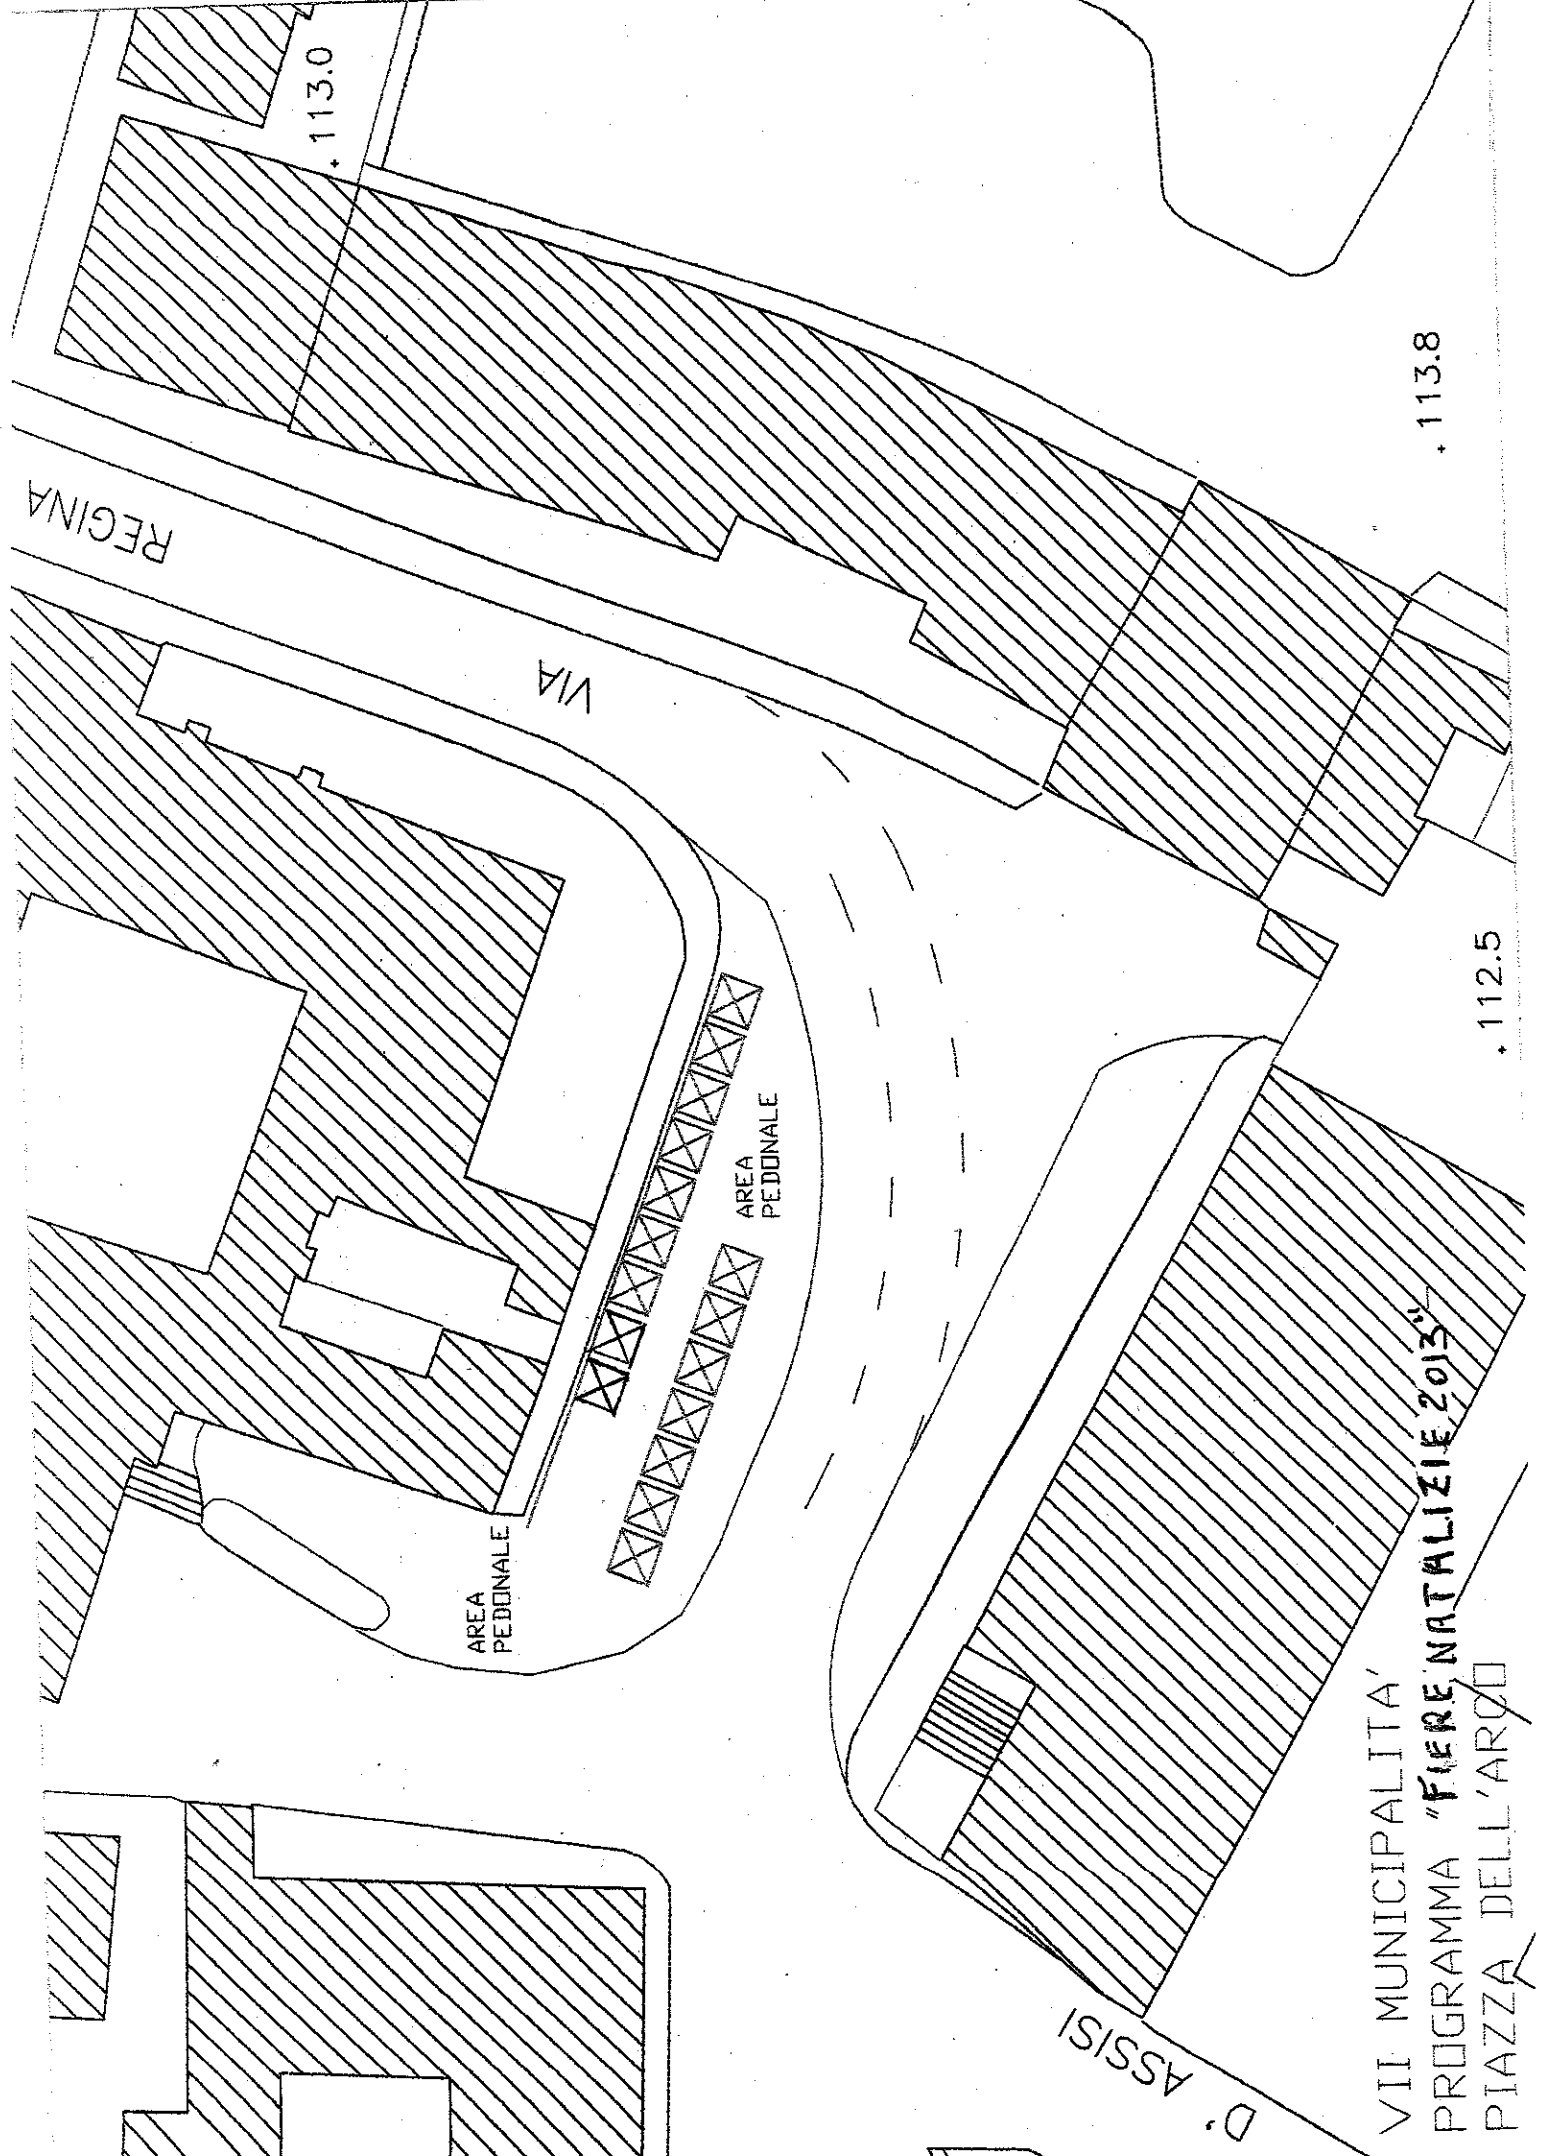 113.0
REGINA
VIA
113.8
112.5
AREA
PEDONALE
AREA
PEDONALE
D' ASSISI
VII MUNICIPALITA'
PROGRAMMA "FIERE NATALIZIE 2013"
PIAZZA DELL'ARCO